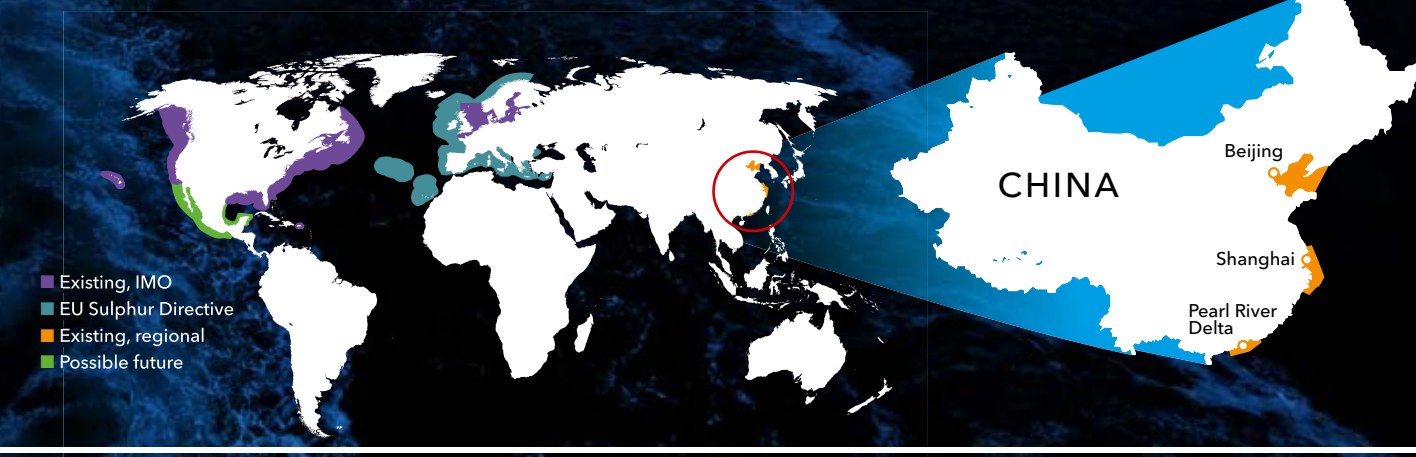 Existing, IMO
EU Sulphur Directive
Existing, regional
Possible future
CHINA
Beijing
Shanghai
Pearl River
Delta